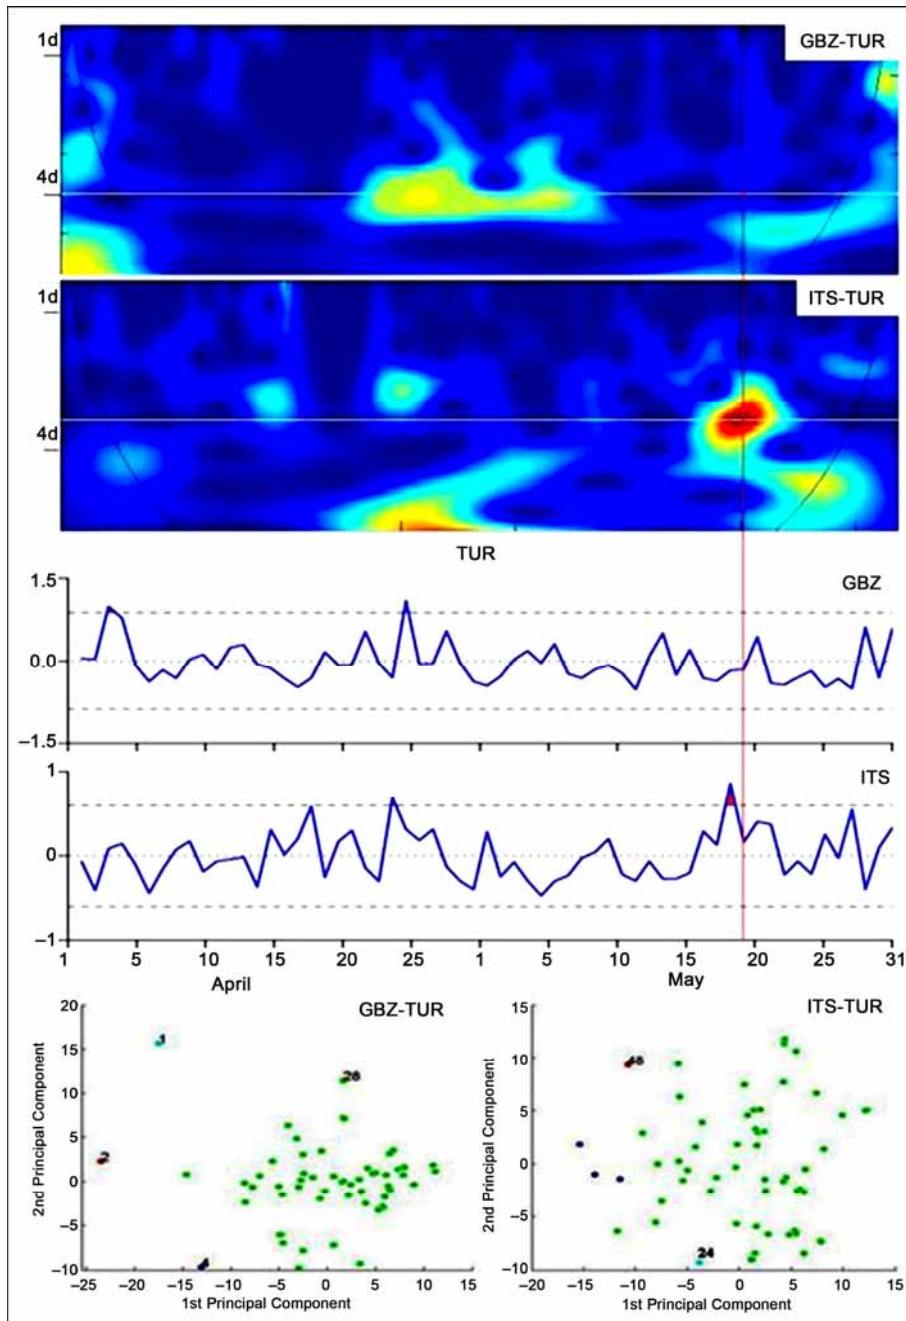 1d
GBZ-TUR
4d
1d
ITS-TUR
4d
TUR
1.5
GBZ
0.0
–1.5
1
ITS
0
–1
1 5 10 15 20 25 1 5 10 15 20 25 31
April May
20
GBZ-TUR
15
ITS-TUR
15
1
10
48
10
26
5
5
2
0
0
–5
–5
24
–10
4
–10
–25 –20 –15 –10 –5 0 5 10 15
–20 –15 –10 –5 0 5 10 15
2nd Principal Component
2nd Principal Component
1st Principal Component
1st Principal Component